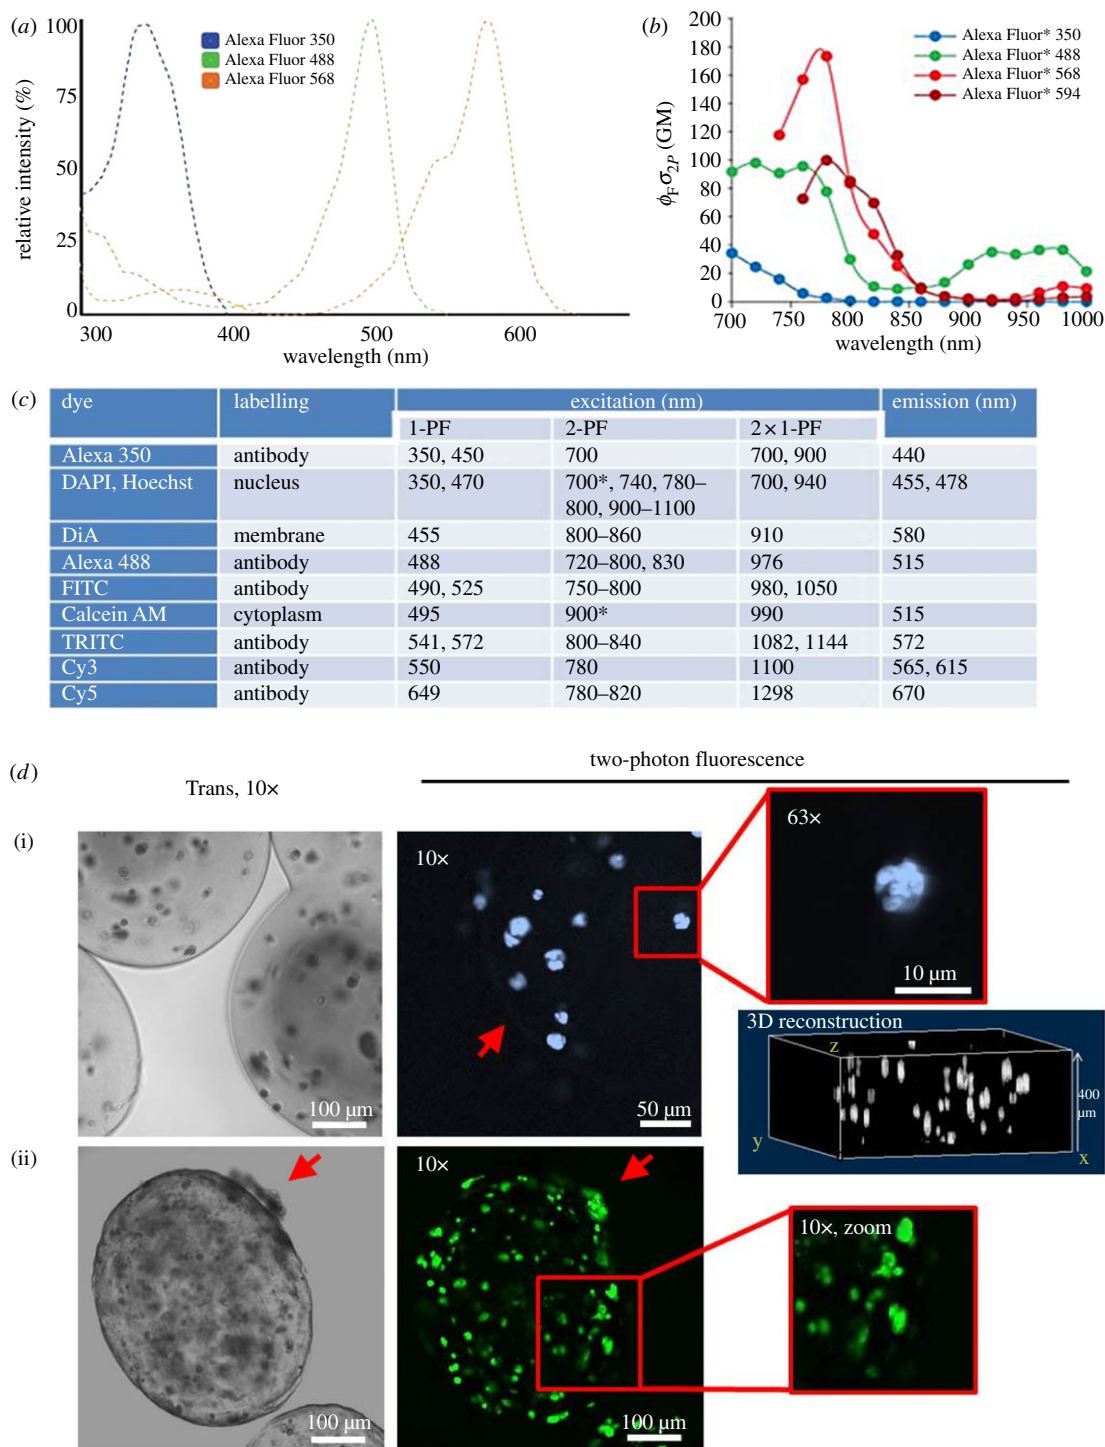 (a)
100
75
50
25
0
relative intensity (%)
Alexa Fluor 350
Alexa Fluor 488
Alexa Fluor 568
300 400 500 600
wavelength (nm)
(b)
200
180
160
140
120
100
80
60
40
20
0
ϕF σ2P (GM)
Alexa Fluor* 350
Alexa Fluor* 488
Alexa Fluor* 568
Alexa Fluor* 594
700 750 800 850 900 950 1000
wavelength (nm)
(c)
dye labelling excitation (nm) emission (nm)
1-PF 2-PF 2 × 1-PF
Alexa 350 antibody 350, 450 700 700, 900 440
DAPI, Hoechst nucleus 350, 470 700*, 740, 780– 700, 940 455, 478
800, 900–1100
DiA membrane 455 800–860 910 580
Alexa 488 antibody 488 720–800, 830 976 515
FITC antibody 490, 525 750–800 980, 1050
Calcein AM cytoplasm 495 900* 990 515
TRITC antibody 541, 572 800–840 1082, 1144 572
Cy3 antibody 550 780 1100 565, 615
Cy5 antibody 649 780–820 1298 670
(d)
Trans, 10×
two-photon fluorescence
(i)
100 µm
10×
50 µm
63×
10 µm
3D reconstruction
z
y
x
400
µm
(ii)
100 µm
10×
100 µm
10×, zoom